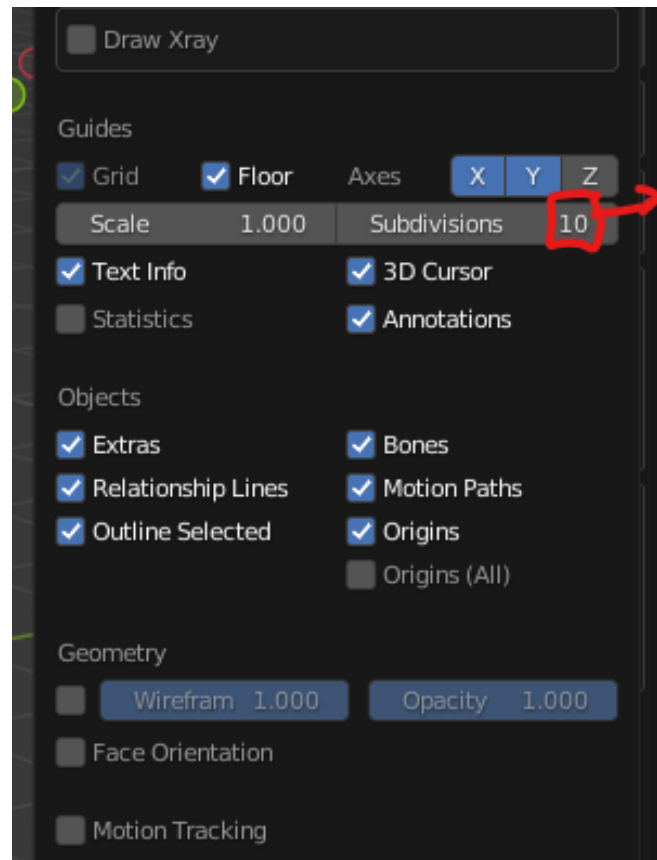 Draw Xray
Guides
Grid Floor Axes X Y Z
Scale 1.000 Subdivisions 10
Text Info 3D Cursor
Statistics Annotations
Objects
Extras Bones
Relationship Lines Motion Paths
Outline Selected Origins
Origins (All)
Geometry
Wirefram 1.000 Opacity 1.000
Face Orientation
Motion Tracking